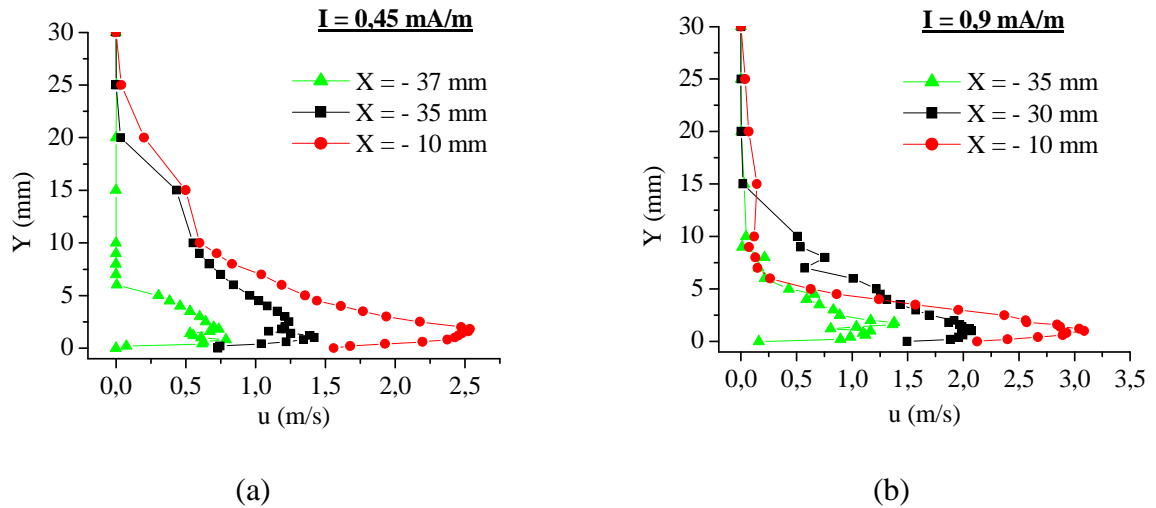 I = 0,45 mA/m
X = - 37 mm
X = - 35 mm
X = - 10 mm
30
25
20
15
10
5
0
Y (mm)
0,0 0,5 1,0 1,5 2,0 2,5
u (m/s)
(a)
I = 0,9 mA/m
X = - 35 mm
X = - 30 mm
X = - 10 mm
30
25
20
15
10
5
0
Y (mm)
0,0 0,5 1,0 1,5 2,0 2,5 3,0 3,5
u (m/s)
(b)